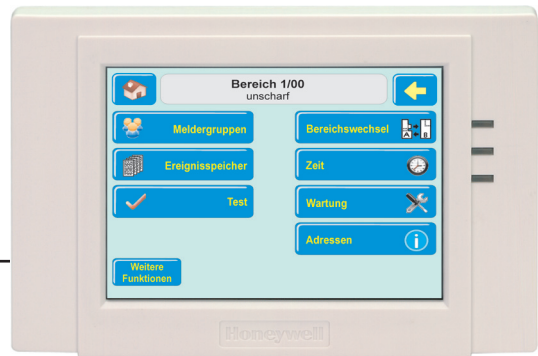 Bereich 1/00
unscharf
Meldergruppen
Bereichswechsel
A
B
Ereignisspeicher
Zeit
Test
Wartung
Adressen
i
Weitere
Funktionen
Honeywell